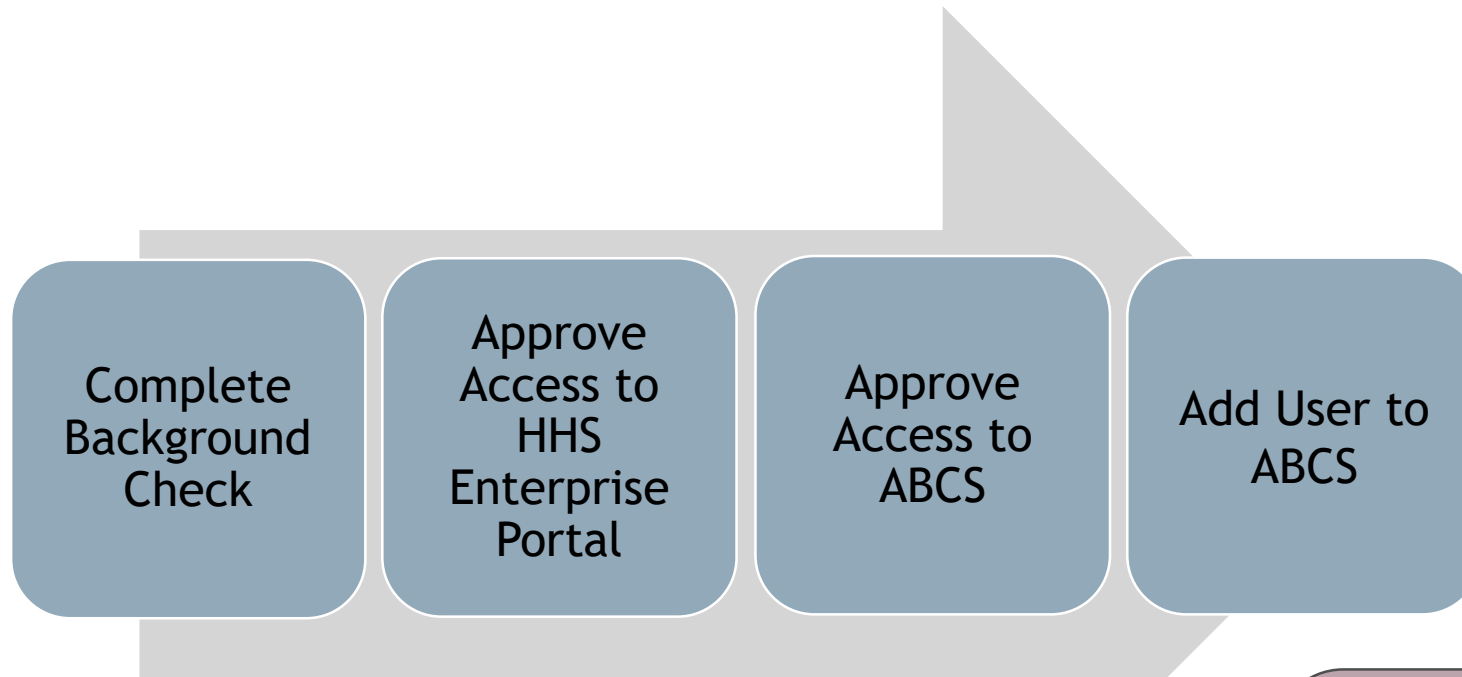 Complete
Background
Check
Approve
Access to
HHS
Enterprise
Portal
Approve
Access to
ABCS
Add User to
ABCS